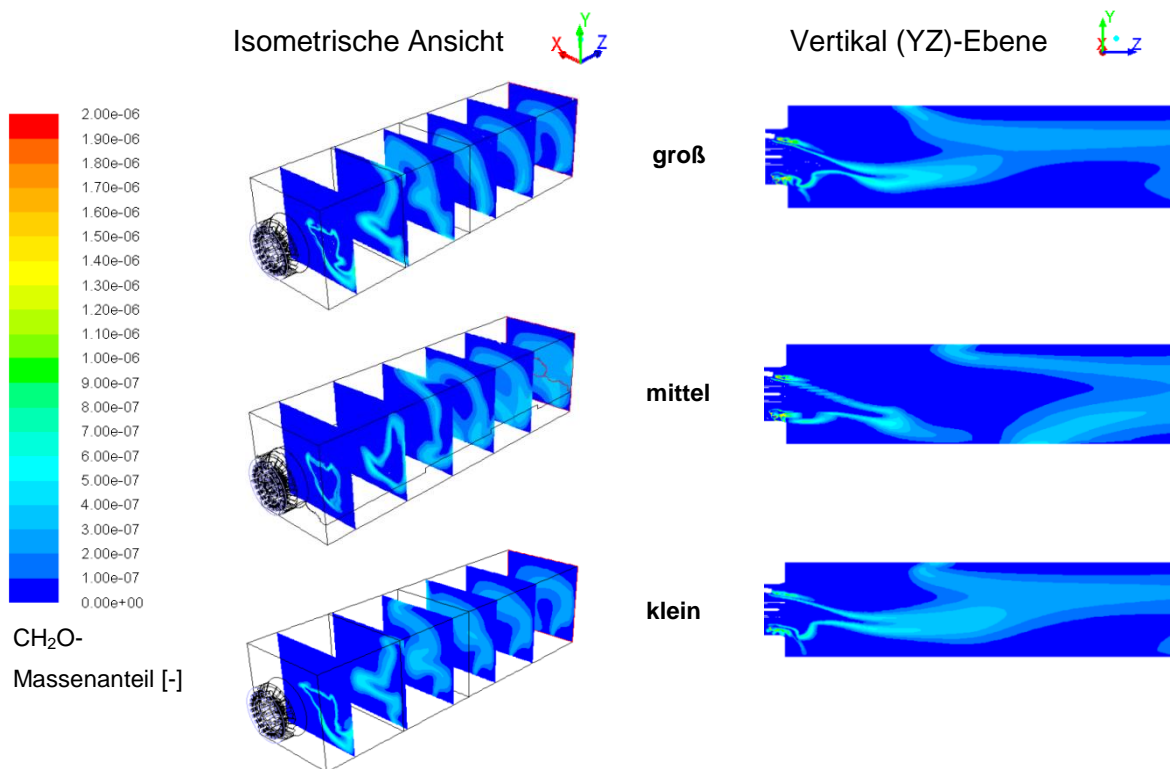 Isometrische Ansicht
Y
X
Z
Vertikal (YZ)-Ebene
Y
X
Z
2.00e-06
1.90e-06
1.80e-06
1.70e-06
1.60e-06
1.50e-06
1.40e-06
1.30e-06
1.20e-06
1.10e-06
1.00e-06
9.00e-07
8.00e-07
7.00e-07
6.00e-07
5.00e-07
4.00e-07
3.00e-07
2.00e-07
1.00e-07
0.00e+00
CH₂O-
Massenanteil [-]
groß
mittel
klein